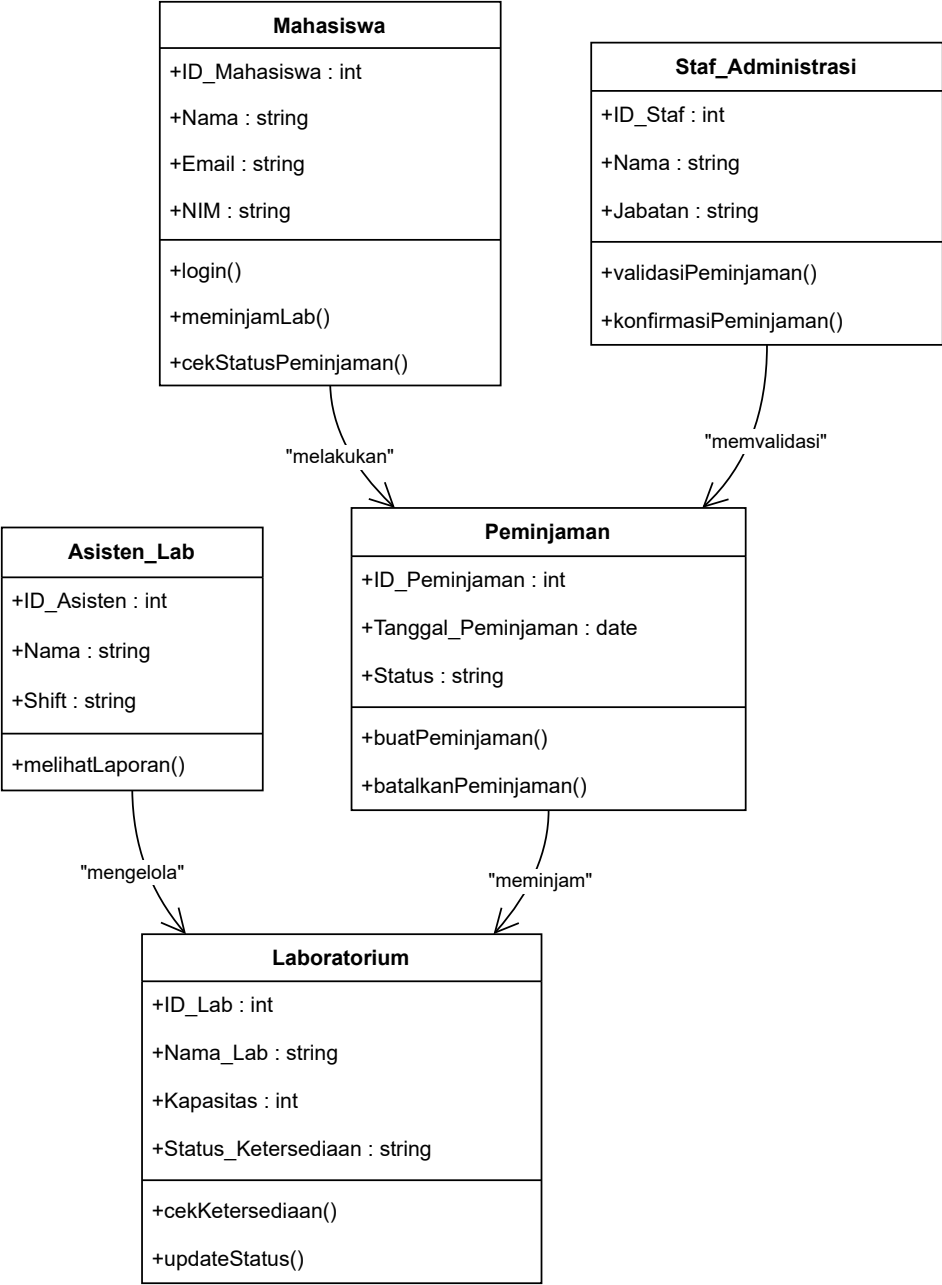 Mahasiswa
+ID_Mahasiswa : int
+Nama : string
+Email : string
+NIM : string
+login()
+meminjamLab()
+cekStatusPeminjaman()
Staf_Administrasi
+ID_Staf : int
+Nama : string
+Jabatan : string
+validasiPeminjaman()
+konfirmasiPeminjaman()
"melakukan"
"memvalidasi"
Asisten_Lab
+ID_Asisten : int
+Nama : string
+Shift : string
+melihatLaporan()
Peminjaman
+ID_Peminjaman : int
+Tanggal_Peminjaman : date
+Status : string
+buatPeminjaman()
+batalkanPeminjaman()
"mengelola"
"meminjam"
Laboratorium
+ID_Lab : int
+Nama_Lab : string
+Kapasitas : int
+Status_Ketersediaan : string
+cekKetersediaan()
+updateStatus()